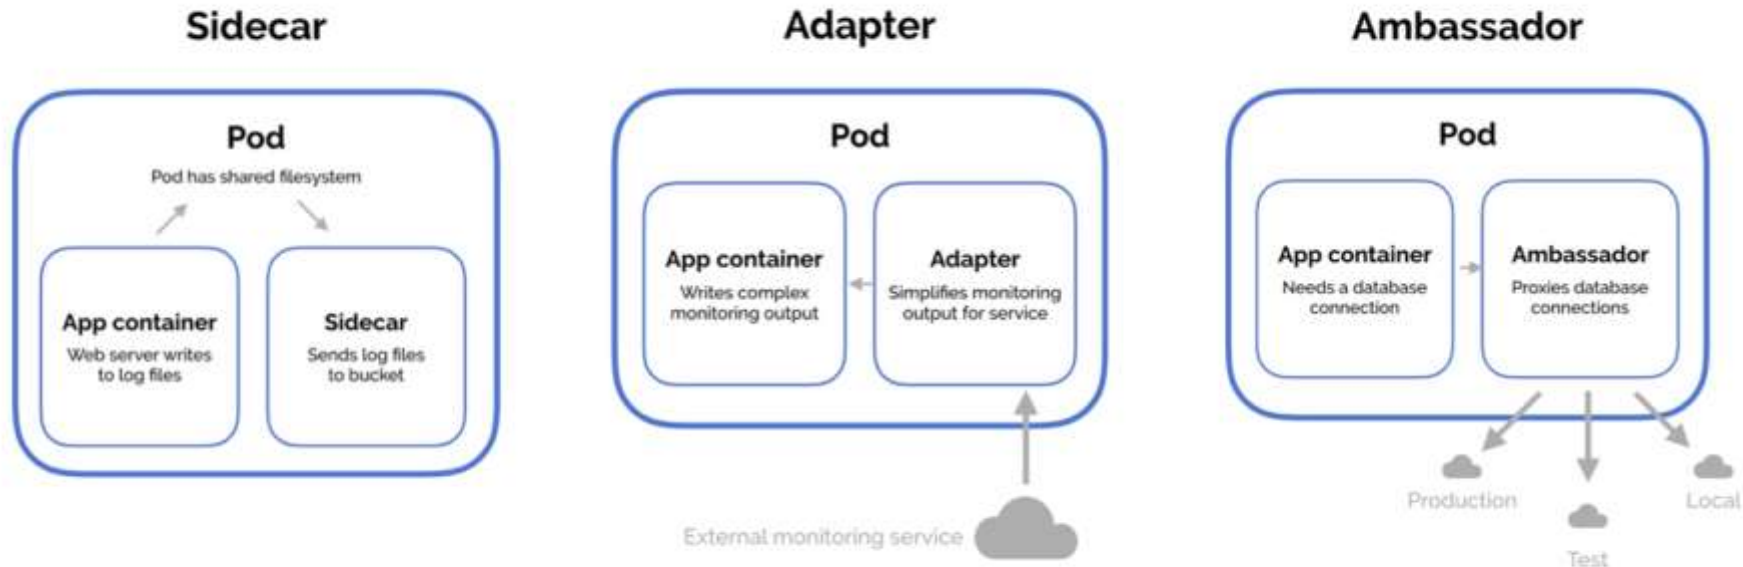 Sidecar
Pod
Pod has shared filesystem
App container
Web server writes
to log files
Sidecar
Sends log files
to bucket
Adapter
Pod
App container
Writes complex
monitoring output
Adapter
Simplifies monitoring
output for service
External monitoring service
Ambassador
Pod
App container
Needs a database
connection
Ambassador
Proxies database
connections
Production
Test
Local